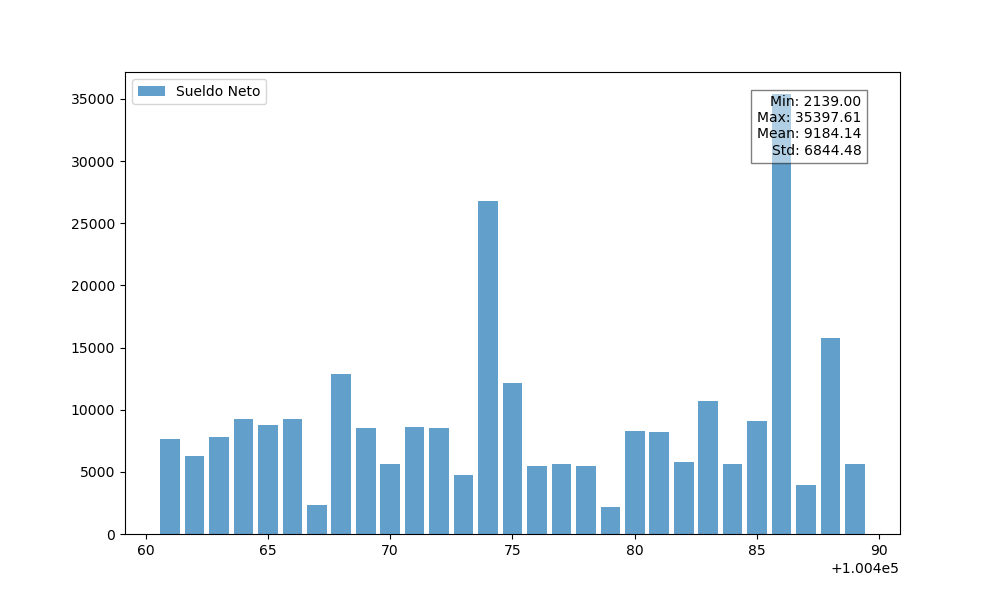 Sueldo Neto
Min: 2139.00
Max: 35397.61
Mean: 9184.14
Std: 6844.48
35000
30000
25000
20000
15000
10000
5000
0
60 65 70 75 80 85 90
+1.004e5